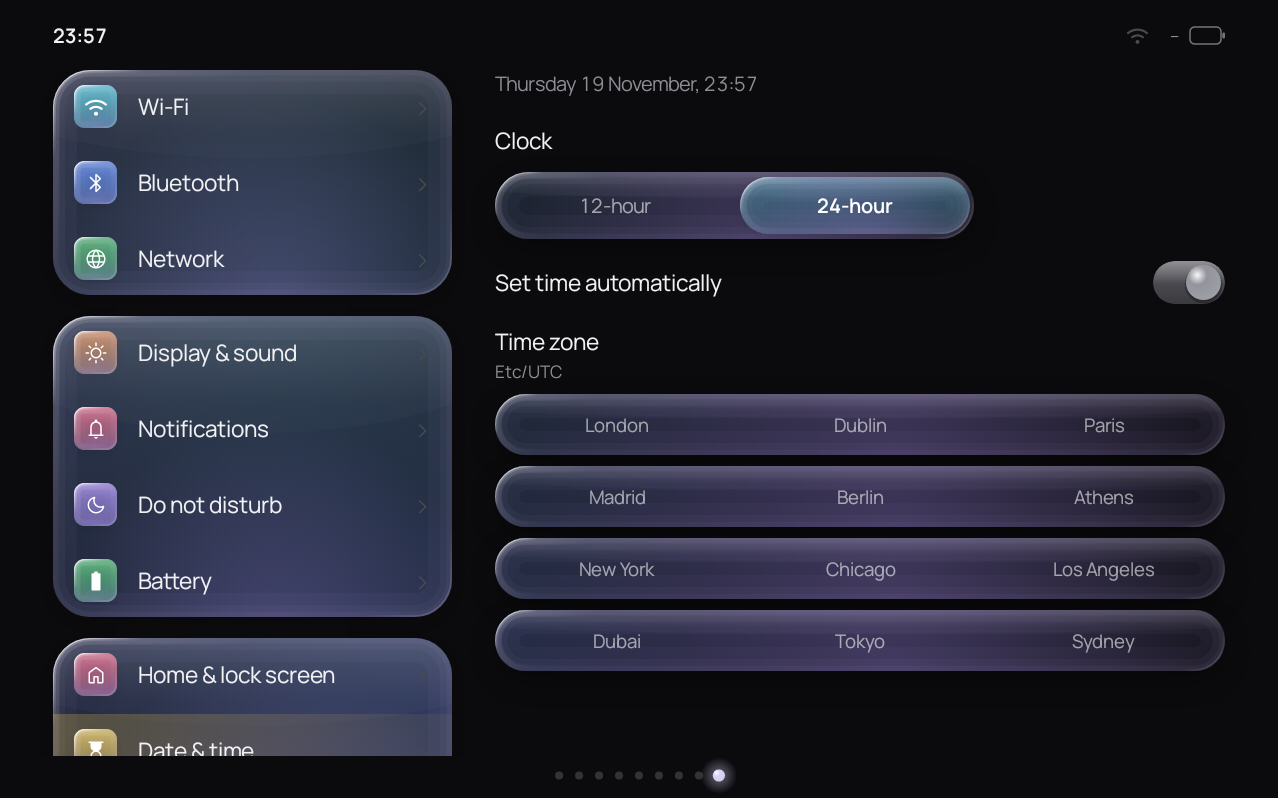 23:57
–
Wi-Fi
Bluetooth
Network
Display & sound
Notifications
Do not disturb
Battery
Home & lock screen
Date & time
Thursday 19 November, 23:57
Clock
12-hour 24-hour
Set time automatically
Time zone
Etc/UTC
London Dublin Paris
Madrid Berlin Athens
New York Chicago Los Angeles
Dubai Tokyo Sydney